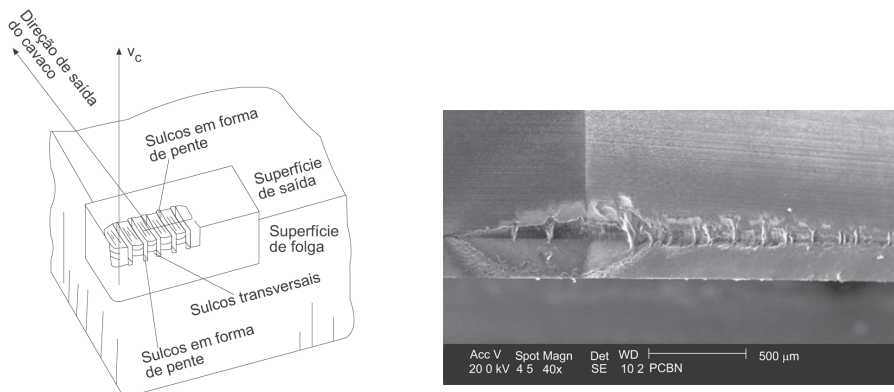 Direção de saída
do cavaco
vc
Sulcos em forma
de pente
Superfície
de saída
Superfície
de folga
Sulcos transversais
Sulcos em forma
de pente
Acc V Spot Magn Det WD 500 μm
20 0 kV 4 5 40x SE 10 2 PCBN